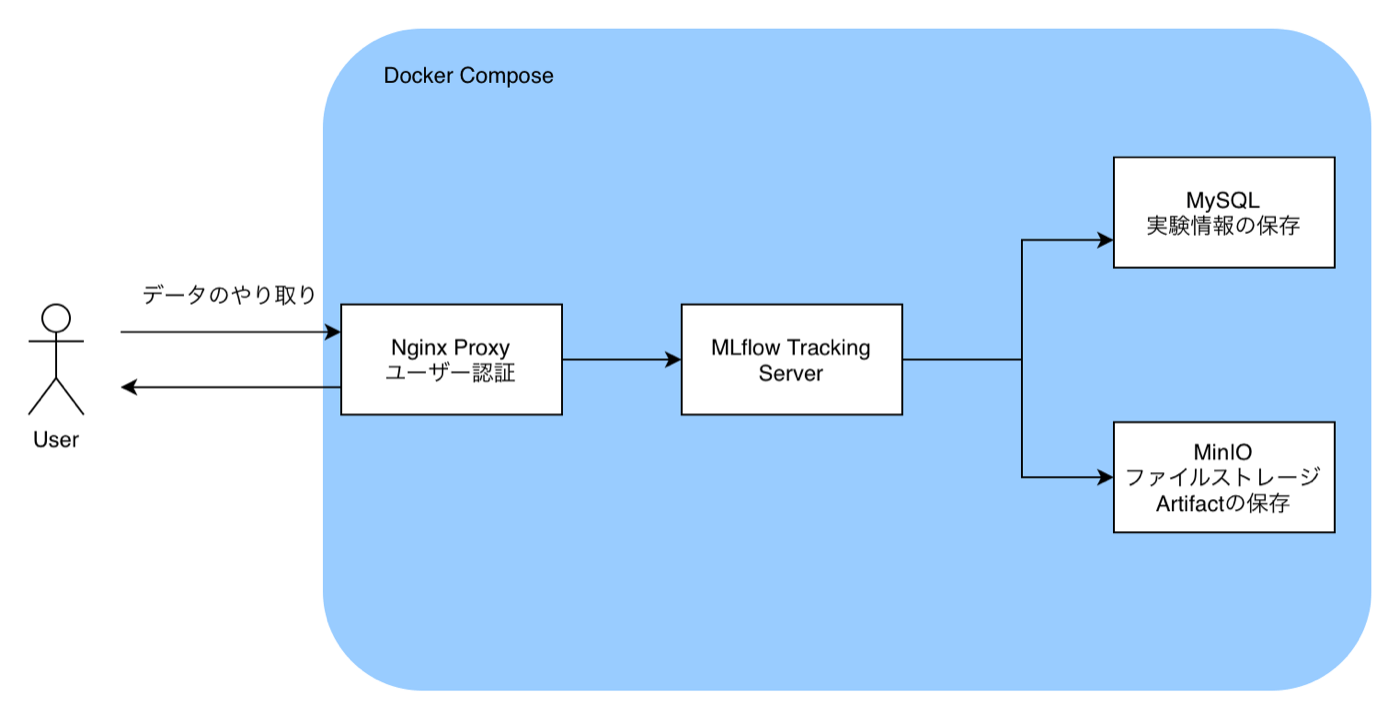 Docker Compose
データのやり取り
User
Nginx Proxy
ユーザー認証
MLflow Tracking
Server
MySQL
実験情報の保存
MinIO
ファイルストレージ
Artifactの保存